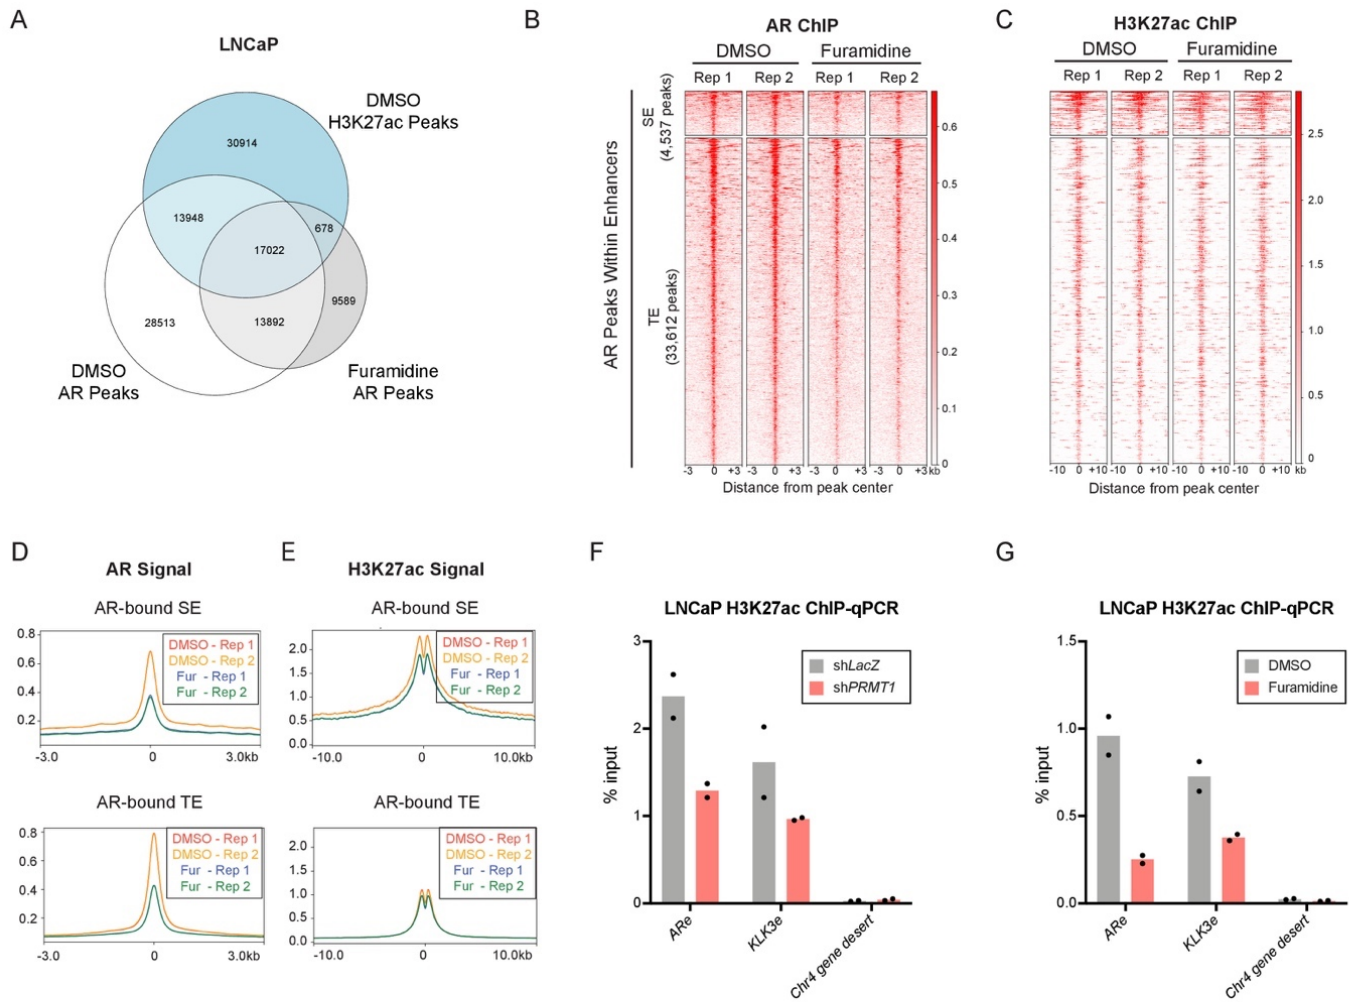 A
LNCaP
DMSO
H3K27ac Peaks
30914
13948
678
17022
9589
28513
13892
DMSO
AR Peaks
Furamidine
AR Peaks
B
AR ChIP
DMSO
Furamidine
Rep 1
Rep 2
Rep 1
Rep 2
AR Peaks Within Enhancers
SE
(4,537 peaks)
TE
(33,612 peaks)
0.6
0.5
0.4
0.3
0.2
0.1
0
-3 0 +3
-3 0 +3
-3 0 +3
-3 0 +3 kb
Distance from peak center
C
H3K27ac ChIP
DMSO
Furamidine
Rep 1
Rep 2
Rep 1
Rep 2
2.5
2.0
1.5
1.0
0.5
0
-10 0 +10
-10 0 +10
-10 0 +10
-10 0 +10 kb
Distance from peak center
D
AR Signal
AR-bound SE
0.8
0.6
0.4
0.2
DMSO - Rep 1
DMSO - Rep 2
Fur - Rep 1
Fur - Rep 2
-3.0 0 3.0kb
AR-bound TE
0.8
0.6
0.4
0.2
DMSO - Rep 1
DMSO - Rep 2
Fur - Rep 1
Fur - Rep 2
-3.0 0 3.0kb
E
H3K27ac Signal
AR-bound SE
2.0
1.5
1.0
0.5
0.0
DMSO - Rep 1
DMSO - Rep 2
Fur - Rep 1
Fur - Rep 2
-10.0 0 10.0kb
AR-bound TE
2.0
1.5
1.0
0.5
0.0
DMSO - Rep 1
DMSO - Rep 2
Fur - Rep 1
Fur - Rep 2
-10.0 0 10.0kb
F
LNCaP H3K27ac ChIP-qPCR
% input
3
2
1
0
shLacZ
shPRMT1
ARe
KLK3e
Chr4 gene desert
G
LNCaP H3K27ac ChIP-qPCR
% input
1.5
1.0
0.5
0.0
DMSO
Furamidine
ARe
KLK3e
Chr4 gene desert